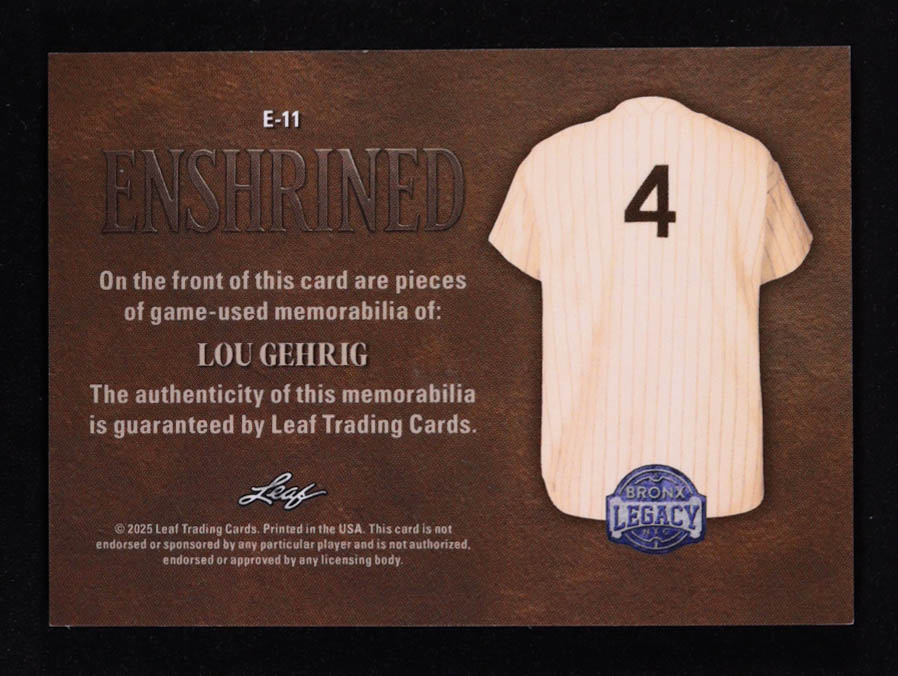 E-11
ENSHRINED
On the front of this card are pieces
of game-used memorabilia of:
LOU GEHRIG
The authenticity of this memorabilia
is guaranteed by Leaf Trading Cards.
Leaf
© 2025 Leaf Trading Cards. Printed in the USA. This card is not
endorsed or sponsored by any particular player and is not authorized,
endorsed or approved by any licensing body.
4
BRONX
LEGACY
NYC